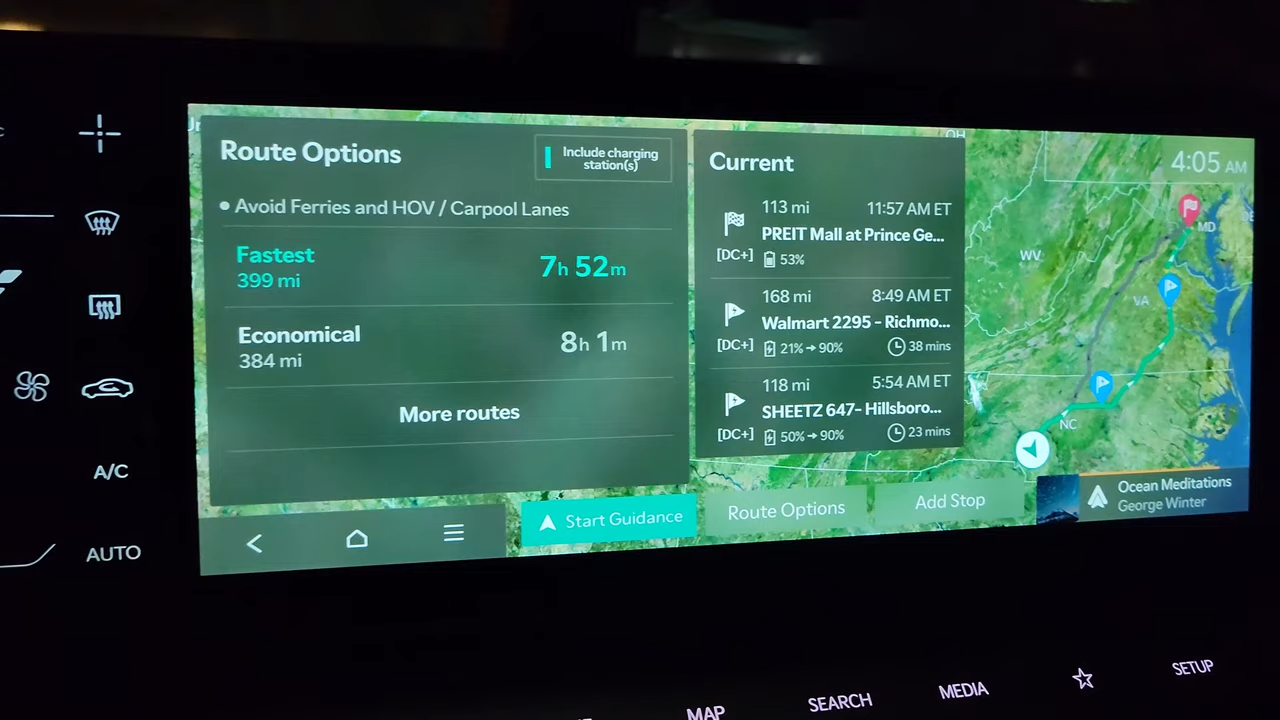 Route Options
Include charging
station(s)
Avoid Ferries and HOV / Carpool Lanes
Fastest
399 mi
7h 52m
Economical
384 mi
8h 1m
More routes
Current
113 mi
11:57 AM ET
PREIT Mall at Prince Ge...
[DC+]
53%
168 mi
8:49 AM ET
Walmart 2295 - Richmo...
[DC+]
21% → 90%
38 mins
118 mi
5:54 AM ET
SHEETZ 647- Hillsboro...
[DC+]
50% → 90%
23 mins
OH
4:05 AM
MD
WV
VA
NC
Start Guidance
Route Options
Add Stop
Ocean Meditations
George Winter
A/C
AUTO
MAP
SEARCH
MEDIA
SETUP